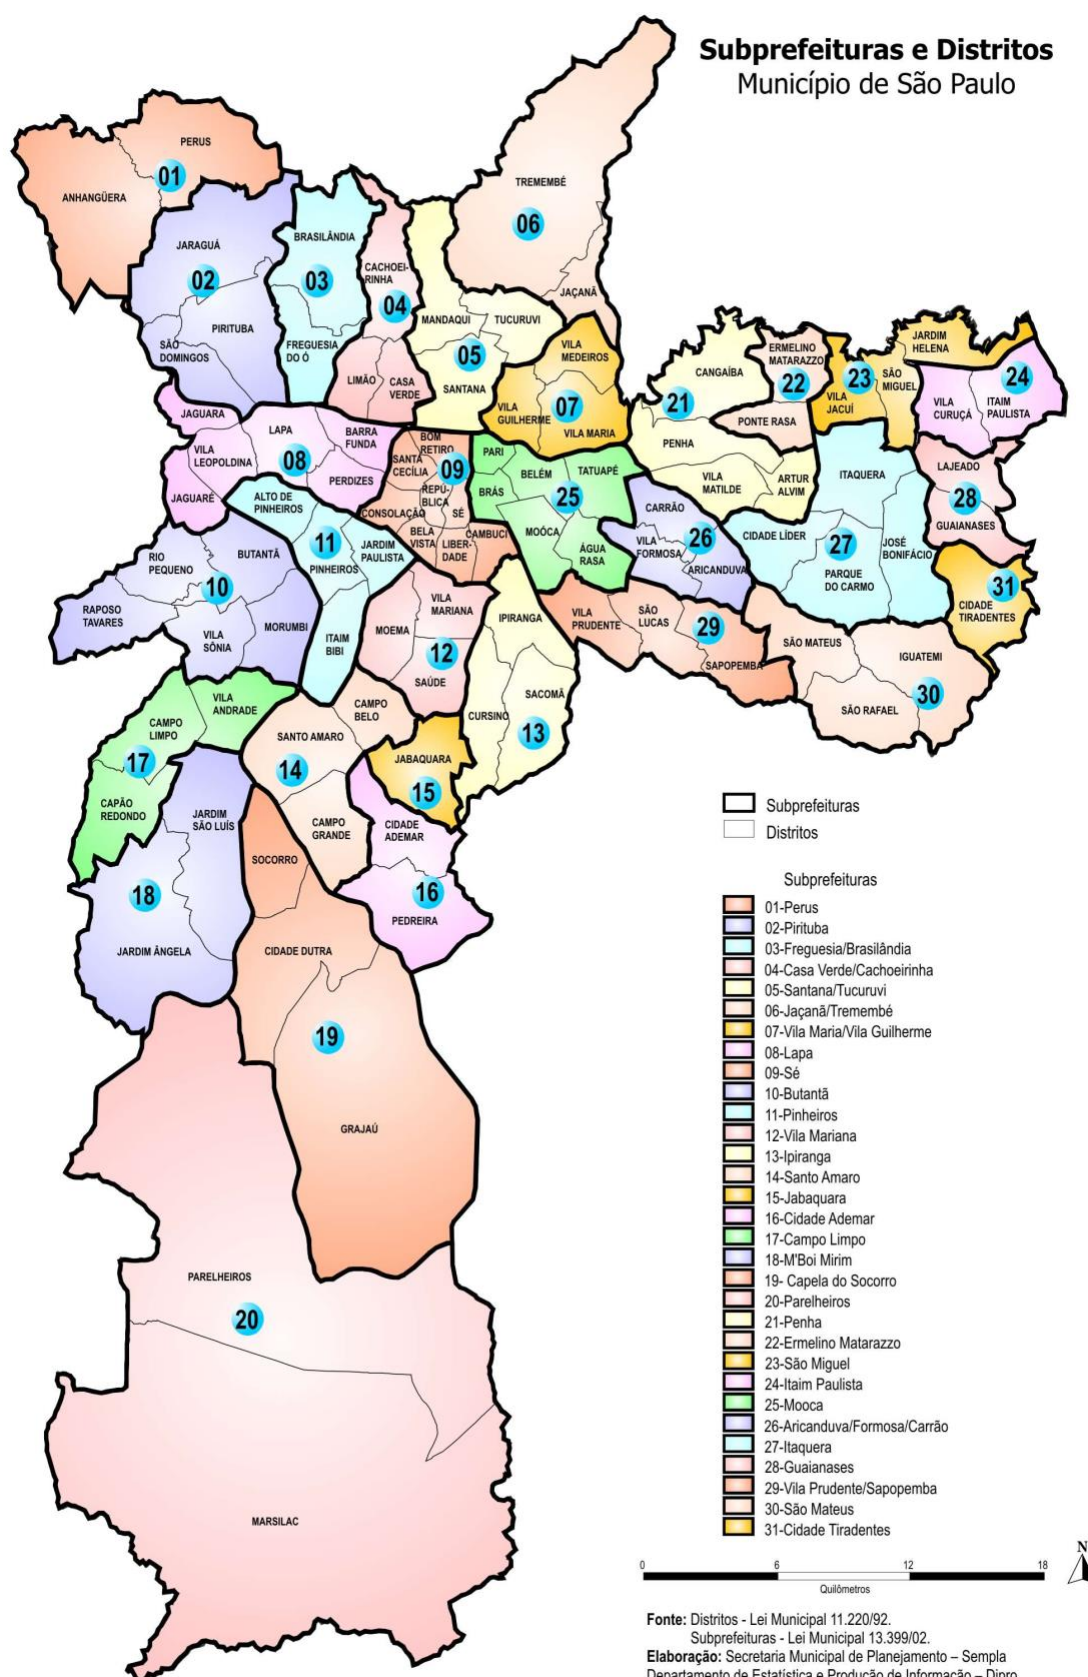 Subprefeituras e Distritos
Município de São Paulo
PERUS
01
ANHANGÜERA
TREMEMBÉ
06
JAÇANÃ
JARAGUÁ
02
PIRITUBA
SÃO
DOMINGOS
BRASILÂNDIA
03
FREGUESIA
DO Ó
CACHOEI-
RINHA
04
LIMÃO
CASA
VERDE
MANDAQUI
TUCURUVI
05
SANTANA
VILA
MEDEIROS
07
VILA
GUILHERME
VILA MARIA
CANGAÍBA
21
PENHA
VILA
MATILDE
ARTUR
ALVIM
ERMELINO
MATARAZZO
22
PONTE RASA
JARDIM
HELENA
23
SÃO
MIGUEL
VILA
JACUÍ
24
VILA
CURUÇÁ
ITAIM
PAULISTA
JAGUARA
LAPA
BARRA
FUNDA
VILA
LEOPOLDINA
08
PERDIZES
JAGUARÉ
BOM
RETIRO
SANTA
CECÍLIA
09
REPÚ-
BLICA
SÉ
CONSOLAÇÃO
BELA
VISTA
LIBER-
DADE
CAMBUCI
PARI
BELÉM
TATUAPÉ
BRÁS
25
MOÓCA
ÁGUA
RASA
CARRÃO
26
VILA
FORMOSA
ARICANDUVA
ITAQUERA
CIDADE LÍDER
27
JOSÉ
BONIFÁCIO
PARQUE
DO CARMO
LAJEADO
28
GUAIANASES
31
CIDADE
TIRADENTES
ALTO DE
PINHEIROS
11
JARDIM
PAULISTA
PINHEIROS
ITAIM
BIBI
RIO
PEQUENO
BUTANTÃ
10
RAPOSO
TAVARES
VILA
SÔNIA
MORUMBI
VILA
MARIANA
MOEMA
12
SAÚDE
IPIRANGA
SACOMÃ
CURSINO
13
VILA
PRUDENTE
SÃO
LUCAS
29
SAPOPEMBA
SÃO MATEUS
IGUATEMI
30
SÃO RAFAEL
VILA
ANDRADE
CAMPO
LIMPO
17
CAPÃO
REDONDO
CAMPO
BELO
SANTO AMARO
14
CAMPO
GRANDE
JABAQUARA
15
CIDADE
ADEMAR
16
PEDREIRA
JARDIM
SÃO LUÍS
18
JARDIM ÂNGELA
SOCORRO
CIDADE DUTRA
19
GRAJAÚ
PARELHEIROS
20
MARSILAC
Subprefeituras
Distritos
Subprefeituras
01-Perus
02-Pirituba
03-Freguesia/Brasilândia
04-Casa Verde/Cachoeirinha
05-Santana/Tucuruvi
06-Jaçanã/Tremembé
07-Vila Maria/Vila Guilherme
08-Lapa
09-Sé
10-Butantã
11-Pinheiros
12-Vila Mariana
13-Ipiranga
14-Santo Amaro
15-Jabaquara
16-Cidade Ademar
17-Campo Limpo
18-M'Boi Mirim
19- Capela do Socorro
20-Parelheiros
21-Penha
22-Ermelino Matarazzo
23-São Miguel
24-Itaim Paulista
25-Mooca
26-Aricanduva/Formosa/Carrão
27-Itaquera
28-Guaianases
29-Vila Prudente/Sapopemba
30-São Mateus
31-Cidade Tiradentes
N
0 6 12 18
Quilômetros
Fonte: Distritos - Lei Municipal 11.220/92.
Subprefeituras - Lei Municipal 13.399/02.
Elaboração: Secretaria Municipal de Planejamento – Sempla
Departamento de Estatística e Produção de Informação – Dipro